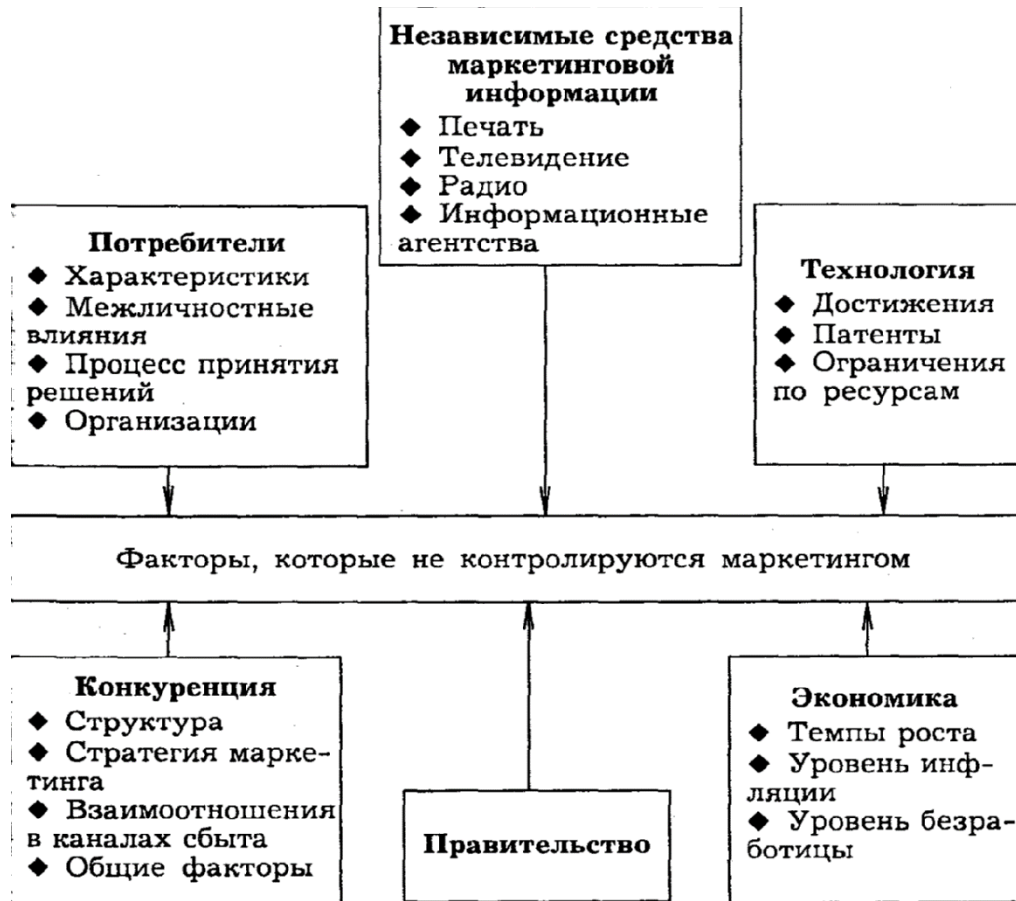 Независимые средства
маркетинговой
информации
◆ Печать
◆ Телевидение
◆ Радио
◆ Информационные
агентства
Потребители
◆ Характеристики
◆ Межличностные
влияния
◆ Процесс принятия
решений
◆ Организации
Технология
◆ Достижения
◆ Патенты
◆ Ограничения
по ресурсам
Факторы, которые не контролируются маркетингом
Конкуренция
◆ Структура
◆ Стратегия марке-
тинга
◆ Взаимоотношения
в каналах сбыта
◆ Общие факторы
Правительство
Экономика
◆ Темпы роста
◆ Уровень инф-
ляции
◆ Уровень безра-
ботицы